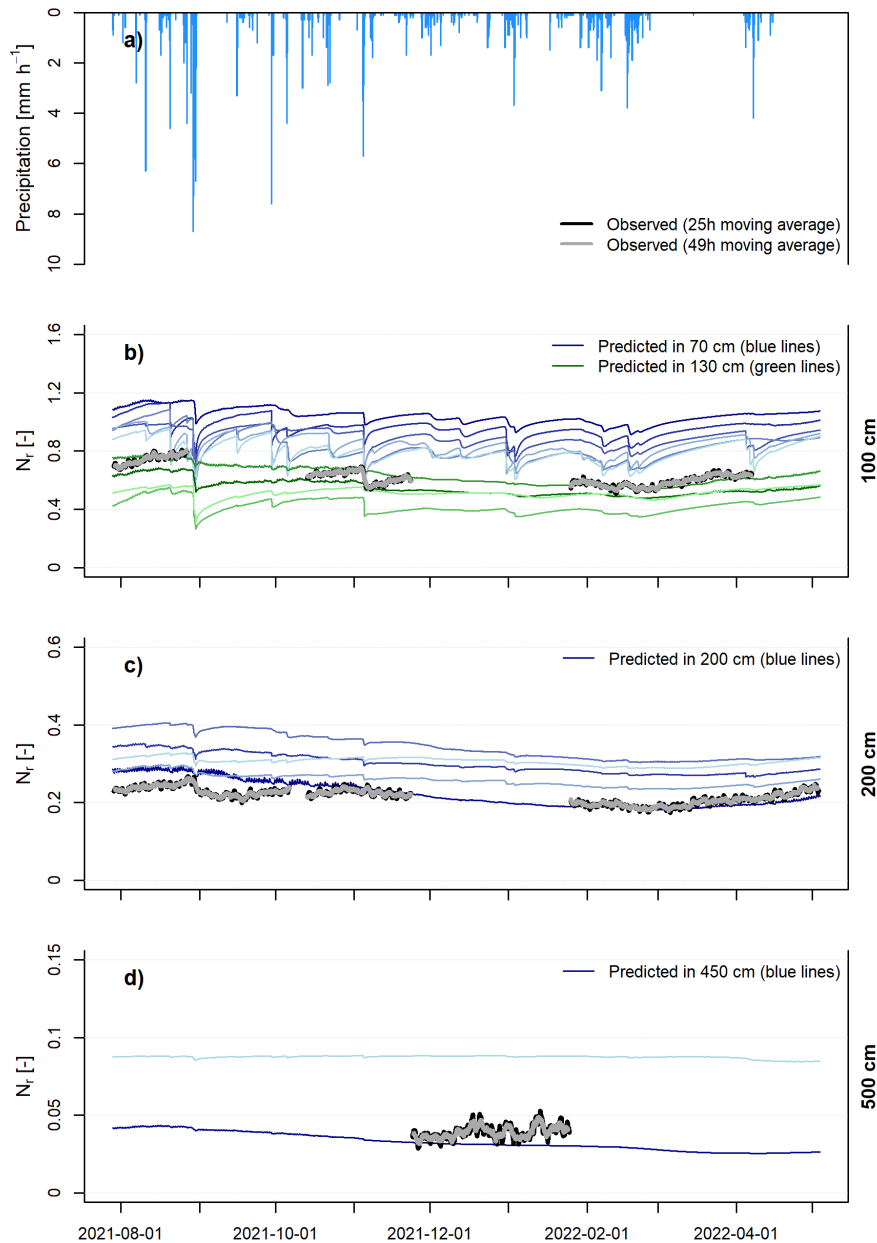 0
2
4
6
8
10
Precipitation [mm h⁻¹]
a)
Observed (25h moving average)
Observed (49h moving average)
1.6
1.2
0.8
0.4
0
Nr [-]
b)
Predicted in 70 cm (blue lines)
Predicted in 130 cm (green lines)
100 cm
0.6
0.4
0.2
0
Nr [-]
c)
Predicted in 200 cm (blue lines)
200 cm
0.15
0.1
0.05
0
Nr [-]
d)
Predicted in 450 cm (blue lines)
500 cm
2021-08-01
2021-10-01
2021-12-01
2022-02-01
2022-04-01